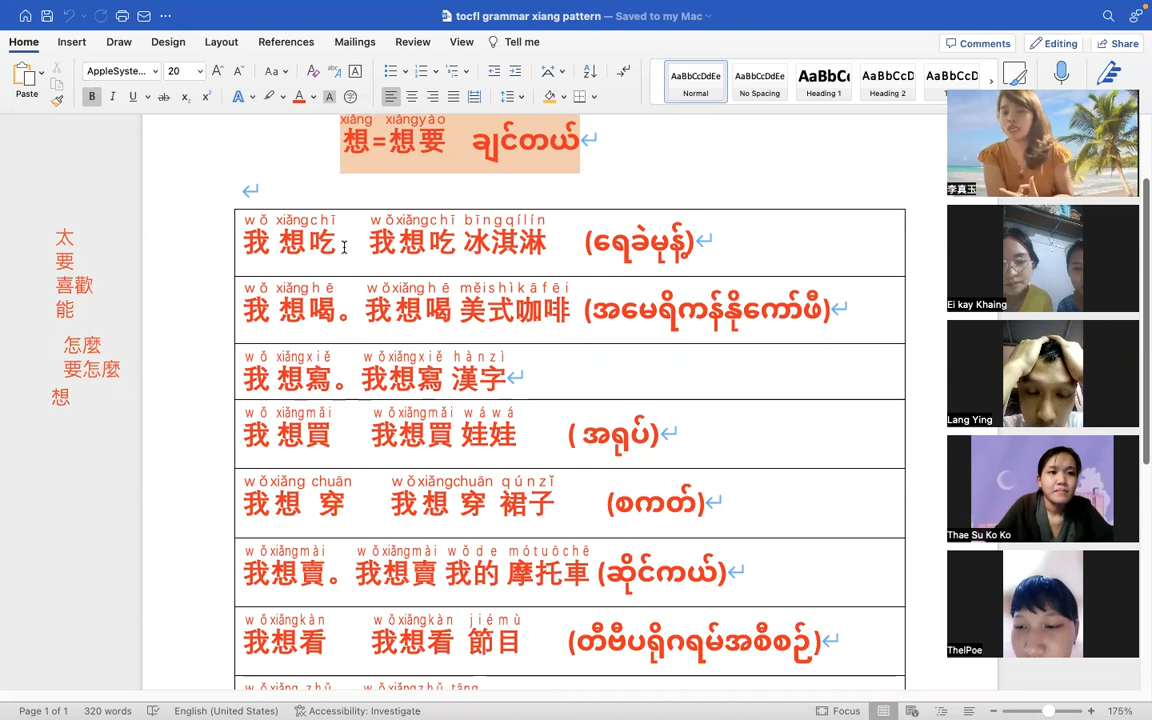 tocfl grammar xiang pattern — Saved to my Mac
Home Insert Draw Design Layout References Mailings Review View Tell me
Comments Editing Share
Paste
AppleSyste... 20
AaBbCcDdEe AaBbCcDdEe AaBbCc AaBbCcD AaBbCcD
Normal No Spacing Heading 1 Heading 2
xiǎng xiǎngyào
想=想要 ချင်တယ်
太
要
喜歡
能
怎麼
要怎麼
想
wǒ xiǎngchī wǒxiǎngchī bīngqílín
我 想吃 我想吃 冰淇淋 (ရေခဲမုန့်)
wǒ xiǎnghē wǒxiǎnghē měishìkāfēi
我 想喝。 我想喝 美式咖啡 (အမေရိကန်နိုကော်ဖီ)
wǒ xiǎngxiě wǒxiǎngxiě hànzì
我 想寫。 我想寫 漢字
wǒ xiǎngmǎi wǒxiǎngmǎi wáwá
我 想買 我想買 娃娃 ( အရုပ်)
wǒxiǎng chuān wǒxiǎngchuān qúnzǐ
我想 穿 我想 穿 裙子 (စကတ်)
wǒxiǎngmài wǒxiǎngmài wǒde mótuōchē
我想賣。 我想賣 我的 摩托車 (ဆိုင်ကယ်)
wǒxiǎngkàn wǒxiǎngkàn jiémù
我想看 我想看 節目 (တီဗီပရိုဂရမ်အစီစဉ်)
wǒxiǎng zhǔ wǒxiǎngzhǔ tāng
李真玉
Ei kay Khaing
Lang Ying
Thae Su Ko Ko
ThelPoe
Page 1 of 1 320 words English (United States) Accessibility: Investigate Focus 175%